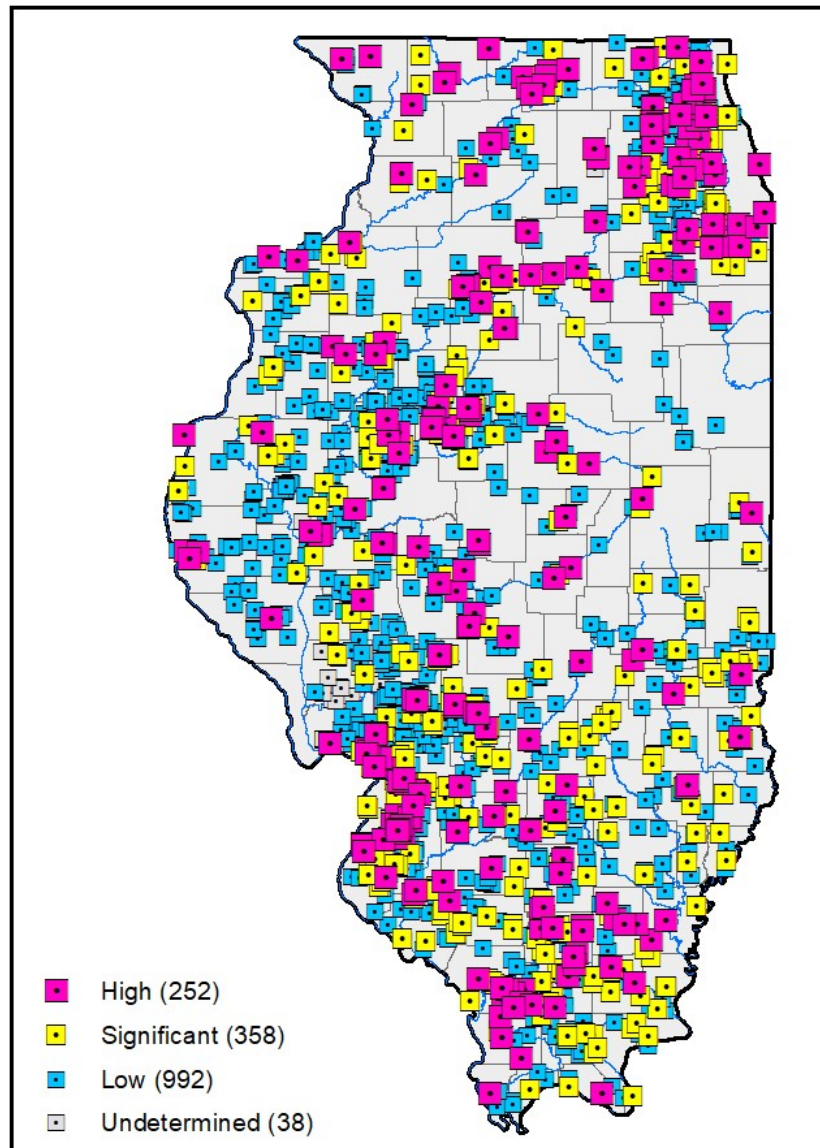 High (252)
Significant (358)
Low (992)
Undetermined (38)